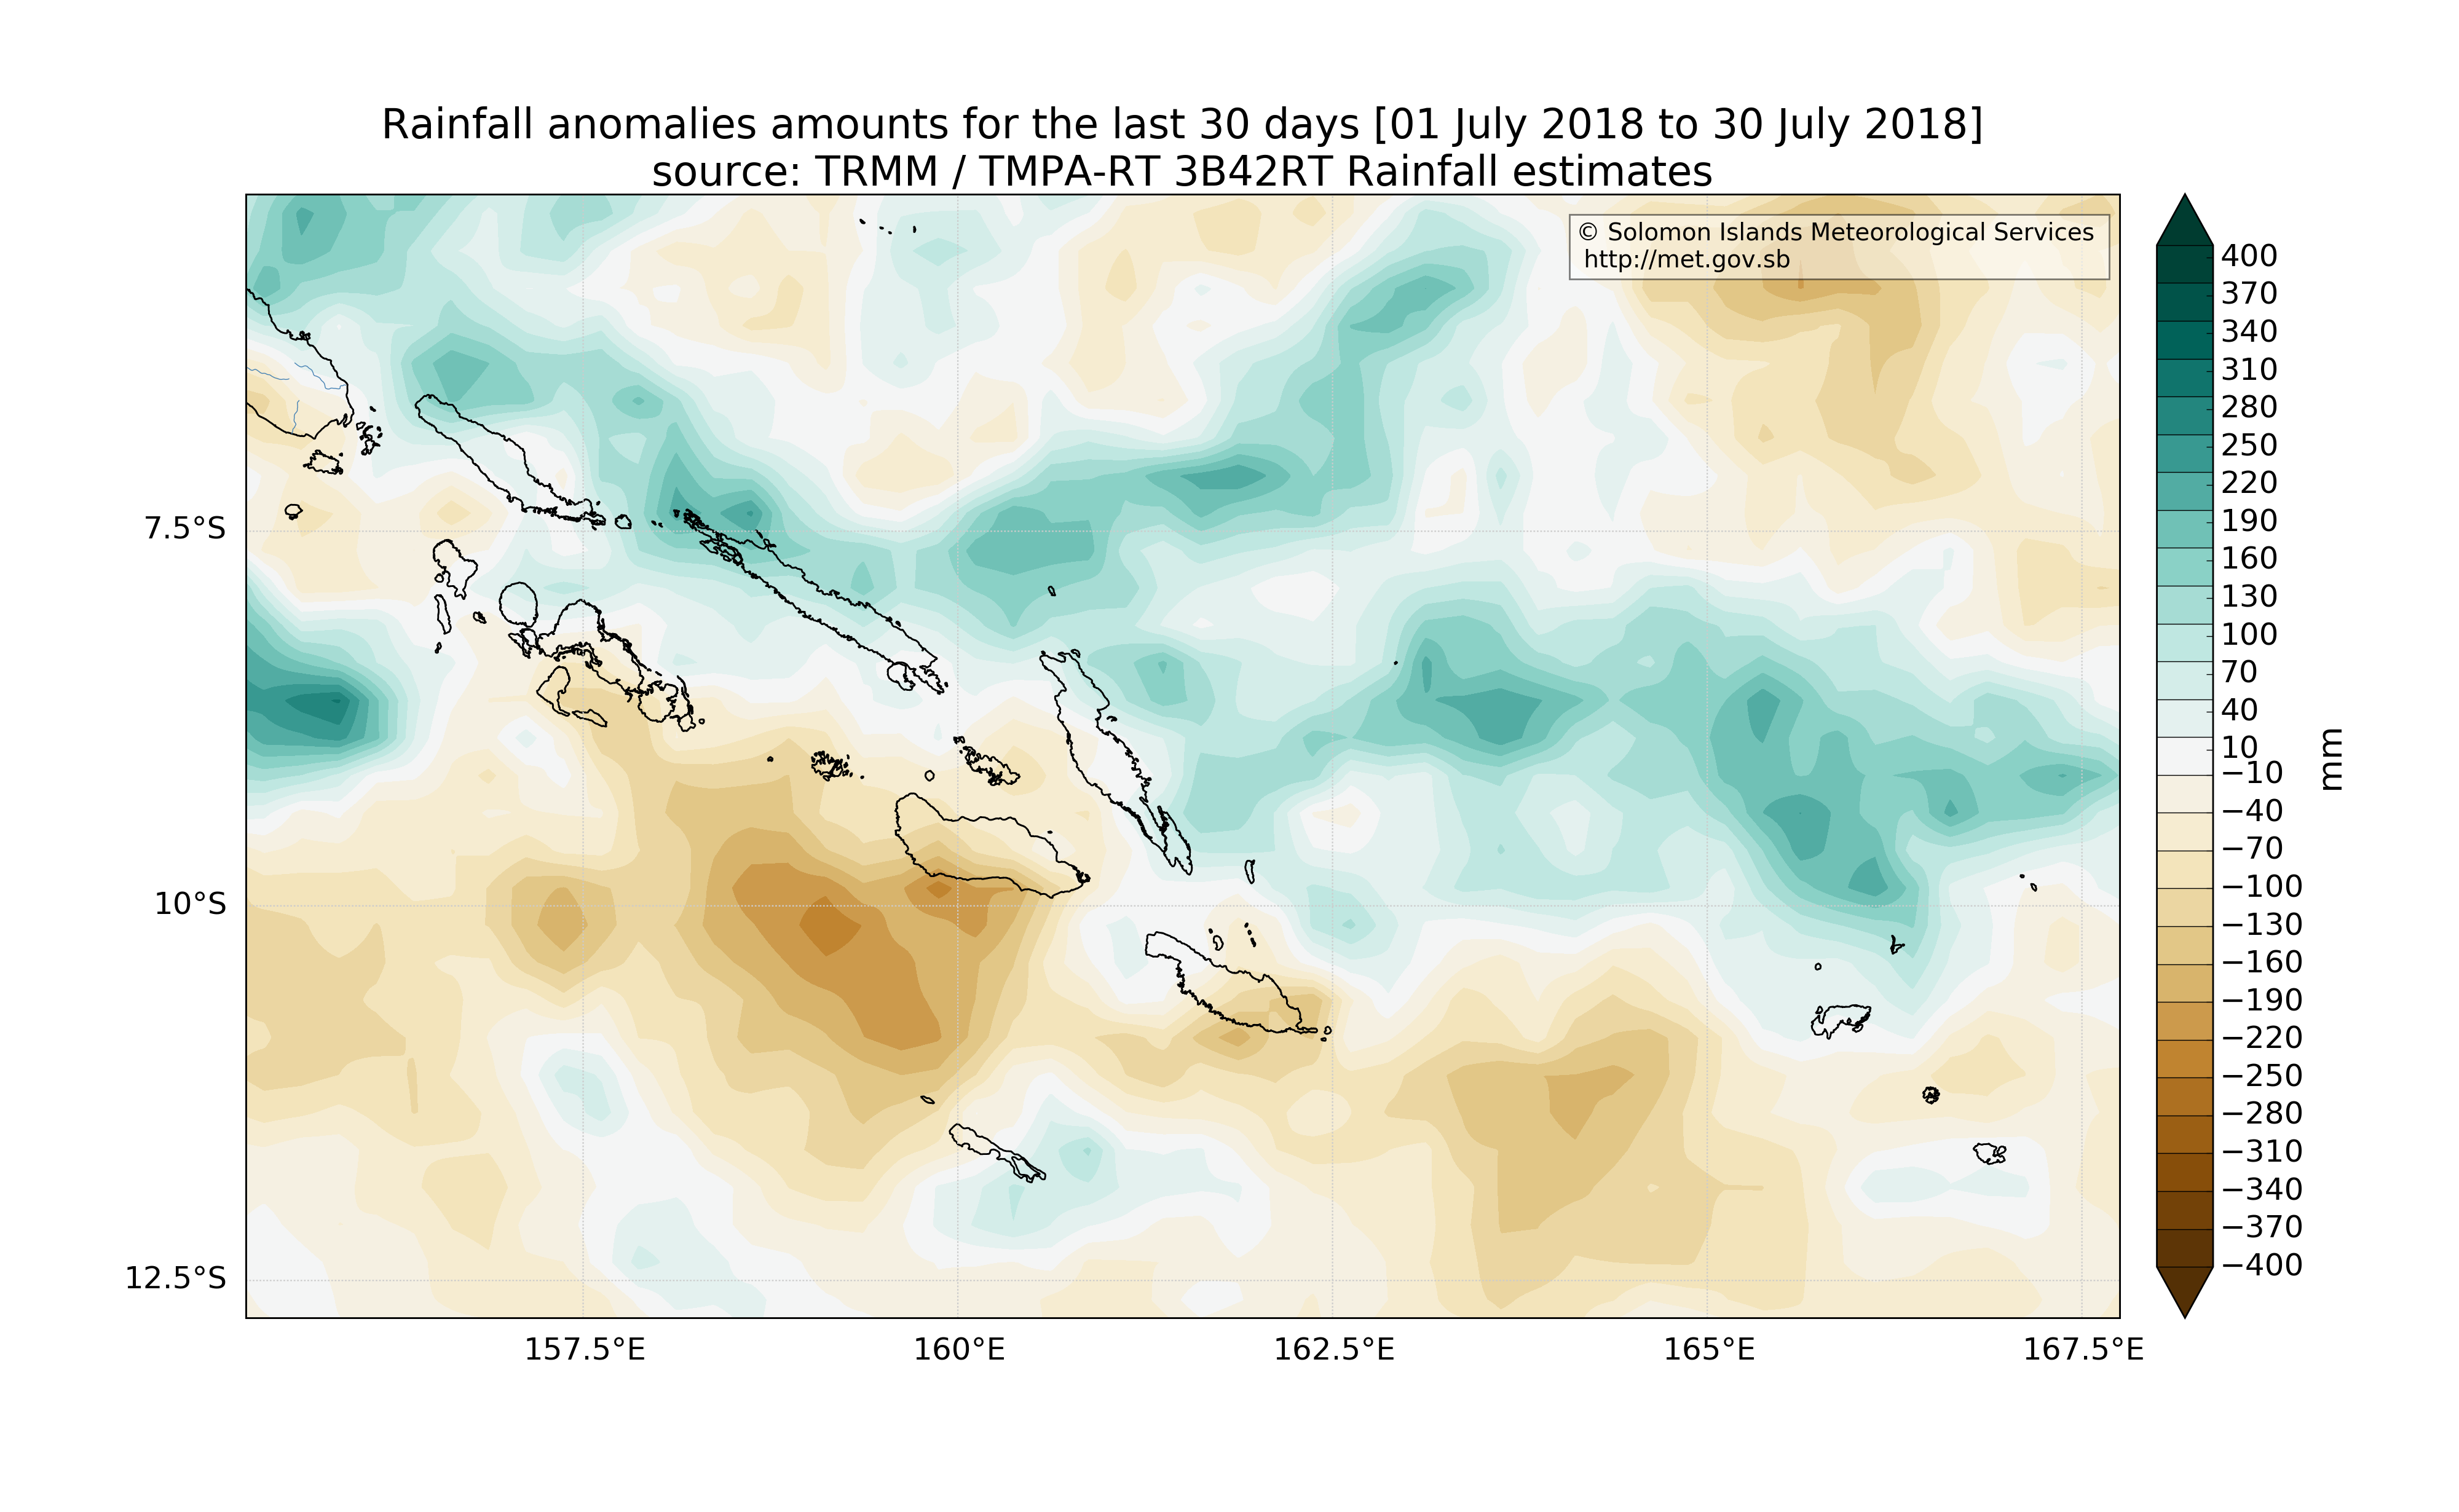 Rainfall anomalies amounts for the last 30 days [01 July 2018 to 30 July 2018]
source: TRMM / TMPA-RT 3B42RT Rainfall estimates
© Solomon Islands Meteorological Services
http://met.gov.sb
7.5°S
10°S
12.5°S
157.5°E
160°E
162.5°E
165°E
167.5°E
400
370
340
310
280
250
220
190
160
130
100
70
40
10
−10
−40
−70
−100
−130
−160
−190
−220
−250
−280
−310
−340
−370
−400
mm